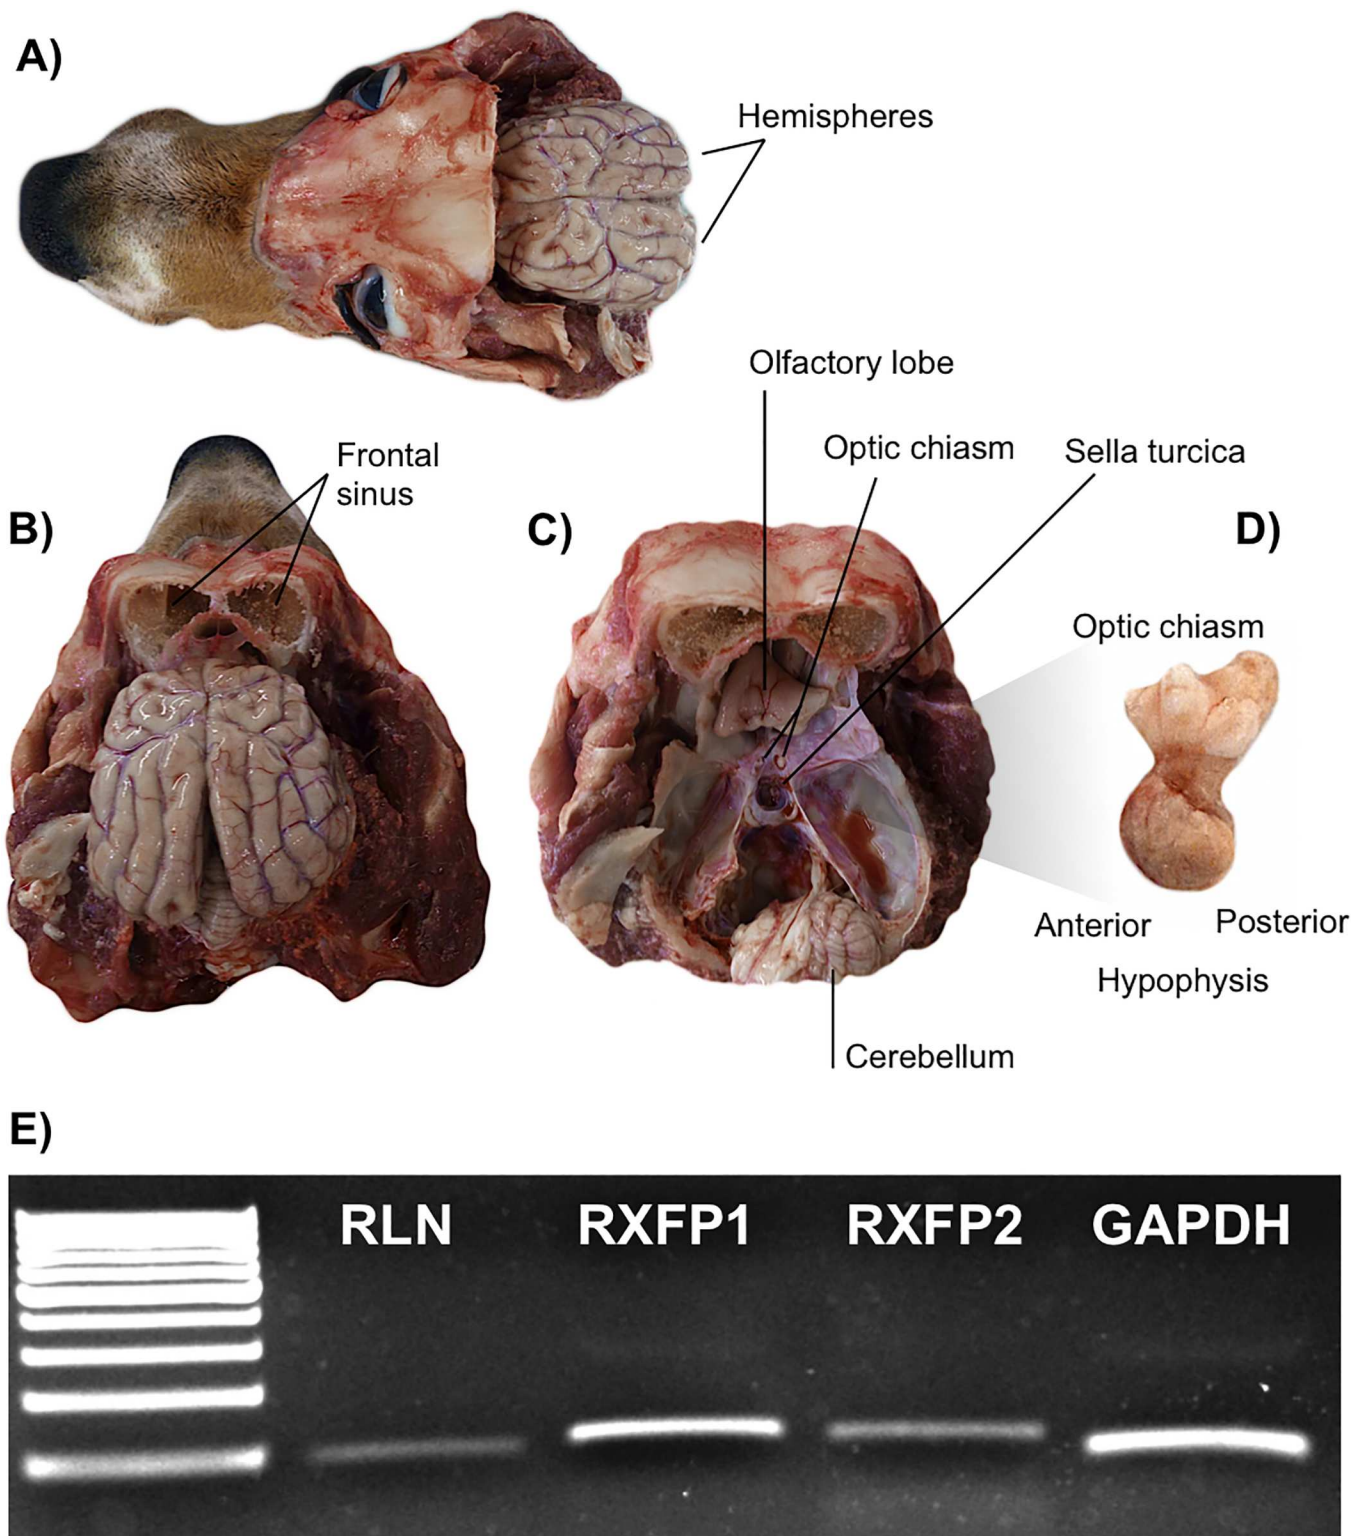 A)
Hemispheres
Olfactory lobe
Optic chiasm
Sella turcica
Frontal
sinus
B)
C)
D)
Optic chiasm
Anterior
Posterior
Hypophysis
Cerebellum
E)
RLN
RXFP1
RXFP2
GAPDH